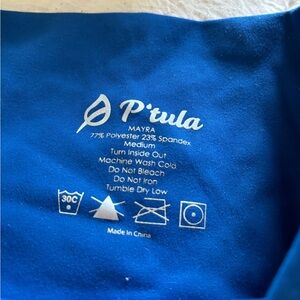 P'tula
MAYRA
77% Polyester 23% Spandex
Medium
Turn Inside Out
Machine Wash Cold
Do Not Bleach
Do Not Iron
Tumble Dry Low
30C
Made in China